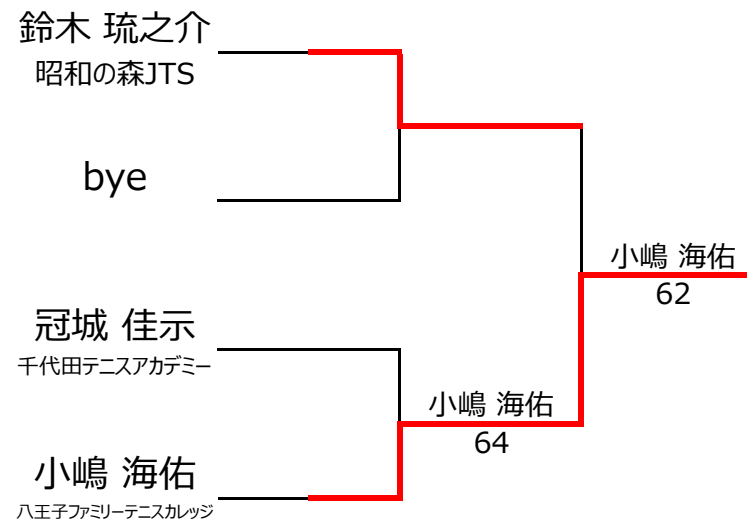 鈴木 琉之介
昭和の森JTS
bye
小嶋 海佑
62
冠城 佳示
千代田テニスアカデミー
小嶋 海佑
64
小嶋 海佑
八王子ファミリーテニスカレッジ